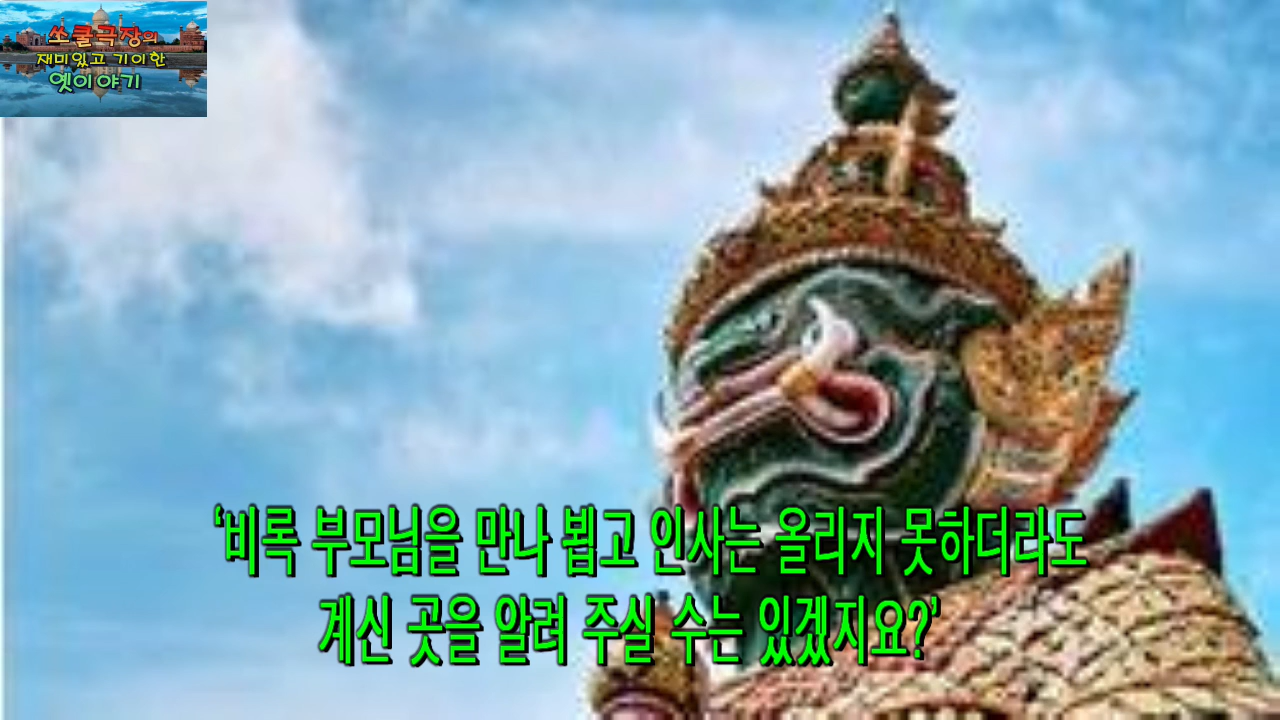 쏘쿨극장의
재미있고 기이한
옛이야기
‘비록 부모님을 만나 뵙고 인사는 올리지 못하더라도
계신 곳을 알려 주실 수는 있겠지요?’